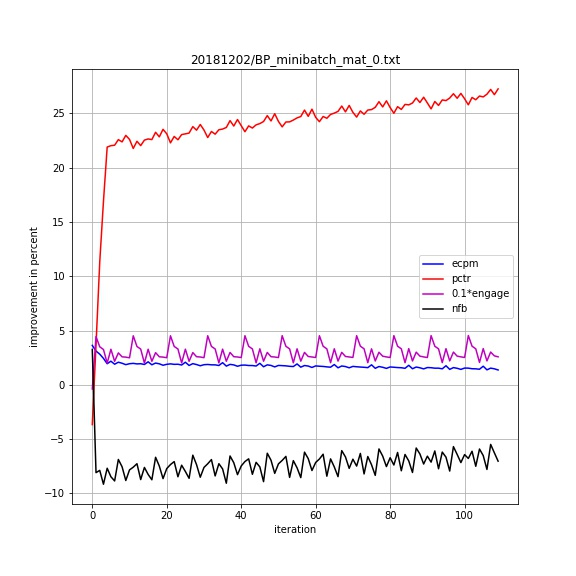 20181202/BP_minibatch_mat_0.txt
improvement in percent
25
20
15
10
5
0
−5
−10
ecpm
pctr
0.1*engage
nfb
0 20 40 60 80 100
iteration